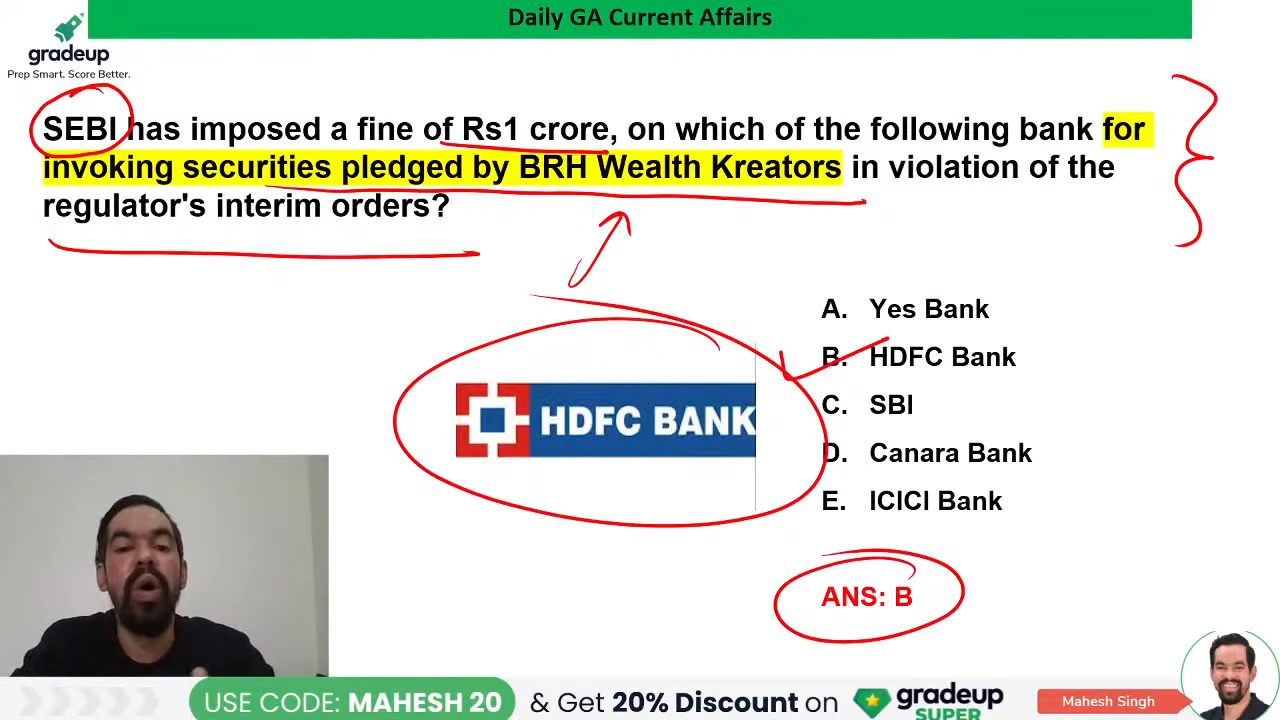 Daily GA Current Affairs
gradeup
Prep Smart. Score Better.
SEBI has imposed a fine of Rs1 crore, on which of the following bank for
invoking securities pledged by BRH Wealth Kreators in violation of the
regulator's interim orders?
A. Yes Bank
B. HDFC Bank
HDFC BANK
C. SBI
D. Canara Bank
E. ICICI Bank
ANS: B
USE CODE: MAHESH 20 & Get 20% Discount on gradeup SUPER
Mahesh Singh